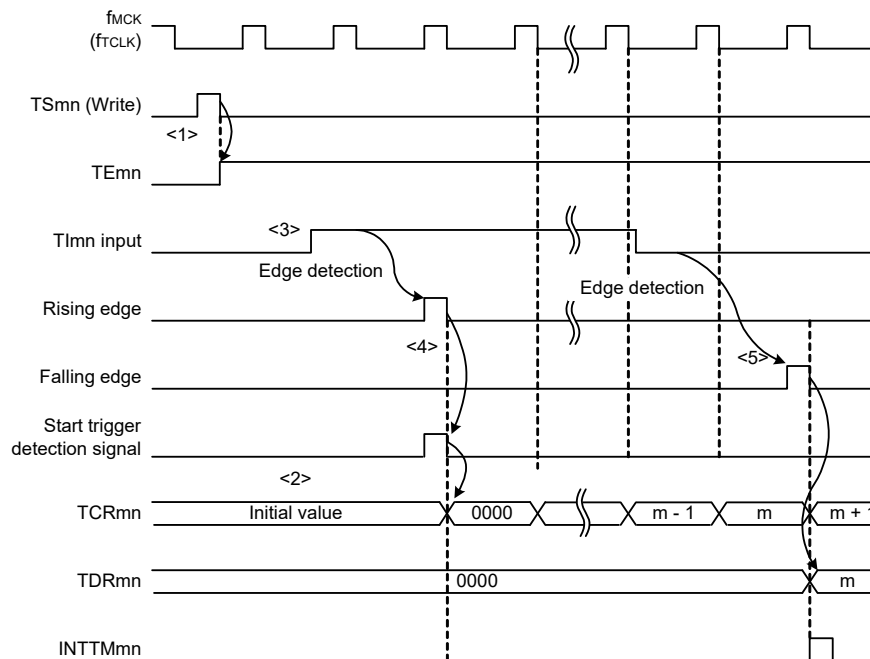 fMCK
(fTCLK)
TSmn (Write)
<1>
TEmn
TImn input
<3>
Edge detection
Edge detection
Rising edge
<4>
<5>
Falling edge
Start trigger
detection signal
<2>
TCRmn
Initial value
0000
m - 1
m
m + 1
TDRmn
0000
m
INTTMmn